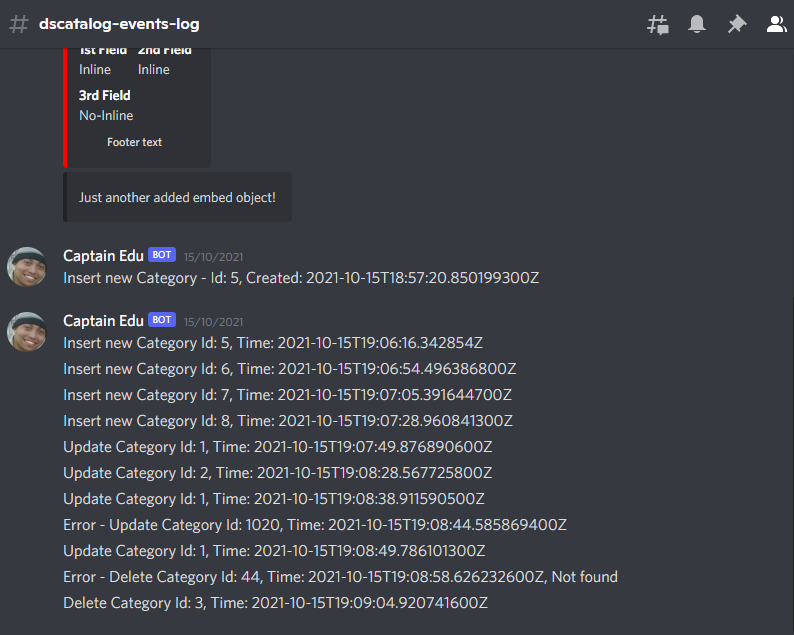 # dscatalog-events-log
1st Field 2nd Field
Inline Inline
3rd Field
No-Inline
Footer text
Just another added embed object!
Captain Edu BOT 15/10/2021
Insert new Category - Id: 5, Created: 2021-10-15T18:57:20.850199300Z
Captain Edu BOT 15/10/2021
Insert new Category Id: 5, Time: 2021-10-15T19:06:16.342854Z
Insert new Category Id: 6, Time: 2021-10-15T19:06:54.496386800Z
Insert new Category Id: 7, Time: 2021-10-15T19:07:05.391644700Z
Insert new Category Id: 8, Time: 2021-10-15T19:07:28.960841300Z
Update Category Id: 1, Time: 2021-10-15T19:07:49.876890600Z
Update Category Id: 2, Time: 2021-10-15T19:08:28.567725800Z
Update Category Id: 1, Time: 2021-10-15T19:08:38.911590500Z
Error - Update Category Id: 1020, Time: 2021-10-15T19:08:44.585869400Z
Update Category Id: 1, Time: 2021-10-15T19:08:49.786101300Z
Error - Delete Category Id: 44, Time: 2021-10-15T19:08:58.626232600Z, Not found
Delete Category Id: 3, Time: 2021-10-15T19:09:04.920741600Z